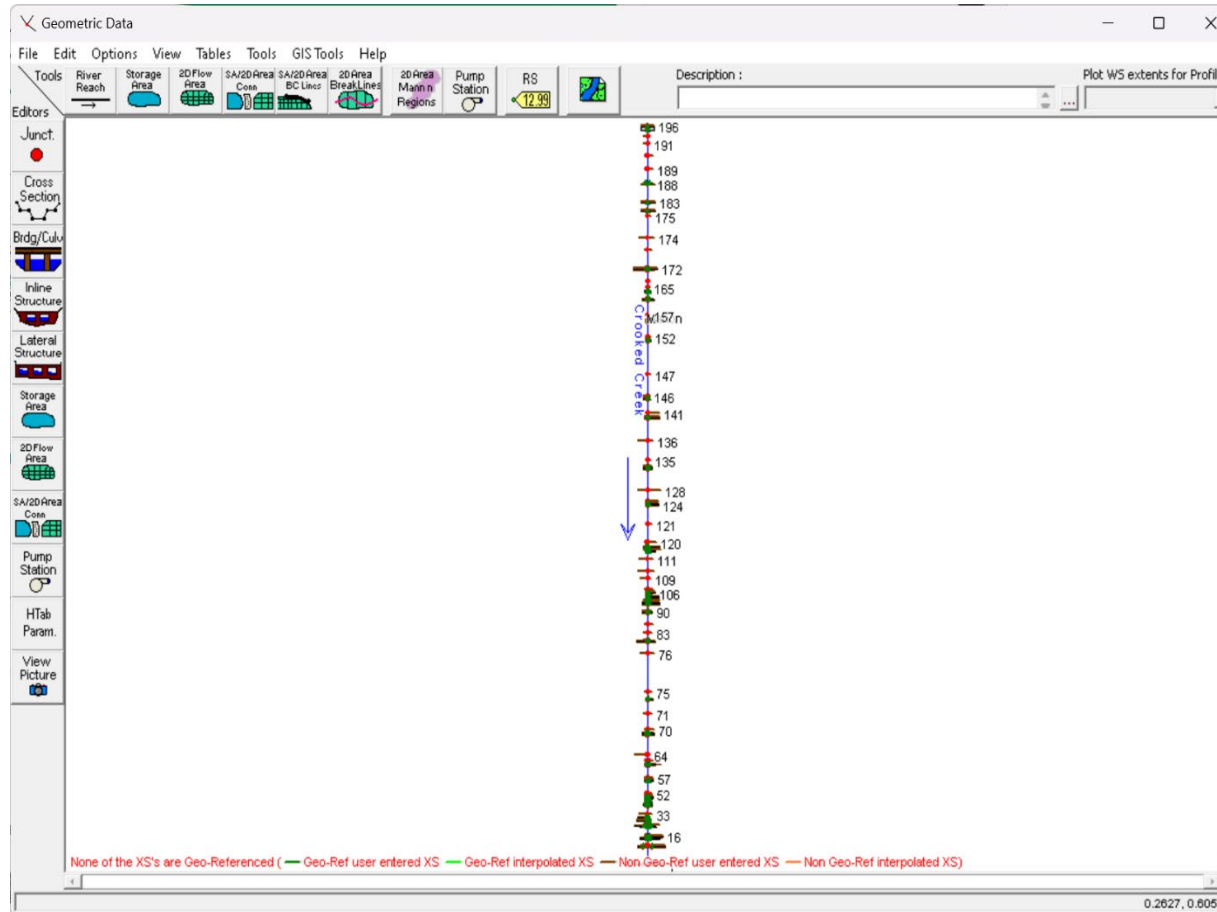 Geometric Data
File Edit Options View Tables Tools GIS Tools Help
Tools
Editors
River Reach
Storage Area
2D Flow Area
SA/2D Area Conn
SA/2D Area BC Lines
2D Area BreakLines
2D Area Mann n Regions
Pump Station
RS
12.99
Description :
...
Plot WS extents for Profil
Junct.
Cross Section
Brdg/Culv
Inline Structure
Lateral Structure
Storage Area
2D Flow Area
SA/2D Area Conn
Pump Station
HTab Param.
View Picture
196
191
189
188
183
175
174
172
165
157
152
147
146
141
136
135
128
124
121
120
111
109
106
90
83
76
75
71
70
64
57
52
33
16
Crooked Creek
None of the XS's are Geo-Referenced ( Geo-Ref user entered XS Geo-Ref interpolated XS Non Geo-Ref user entered XS Non Geo-Ref interpolated XS)
0.2627, 0.605